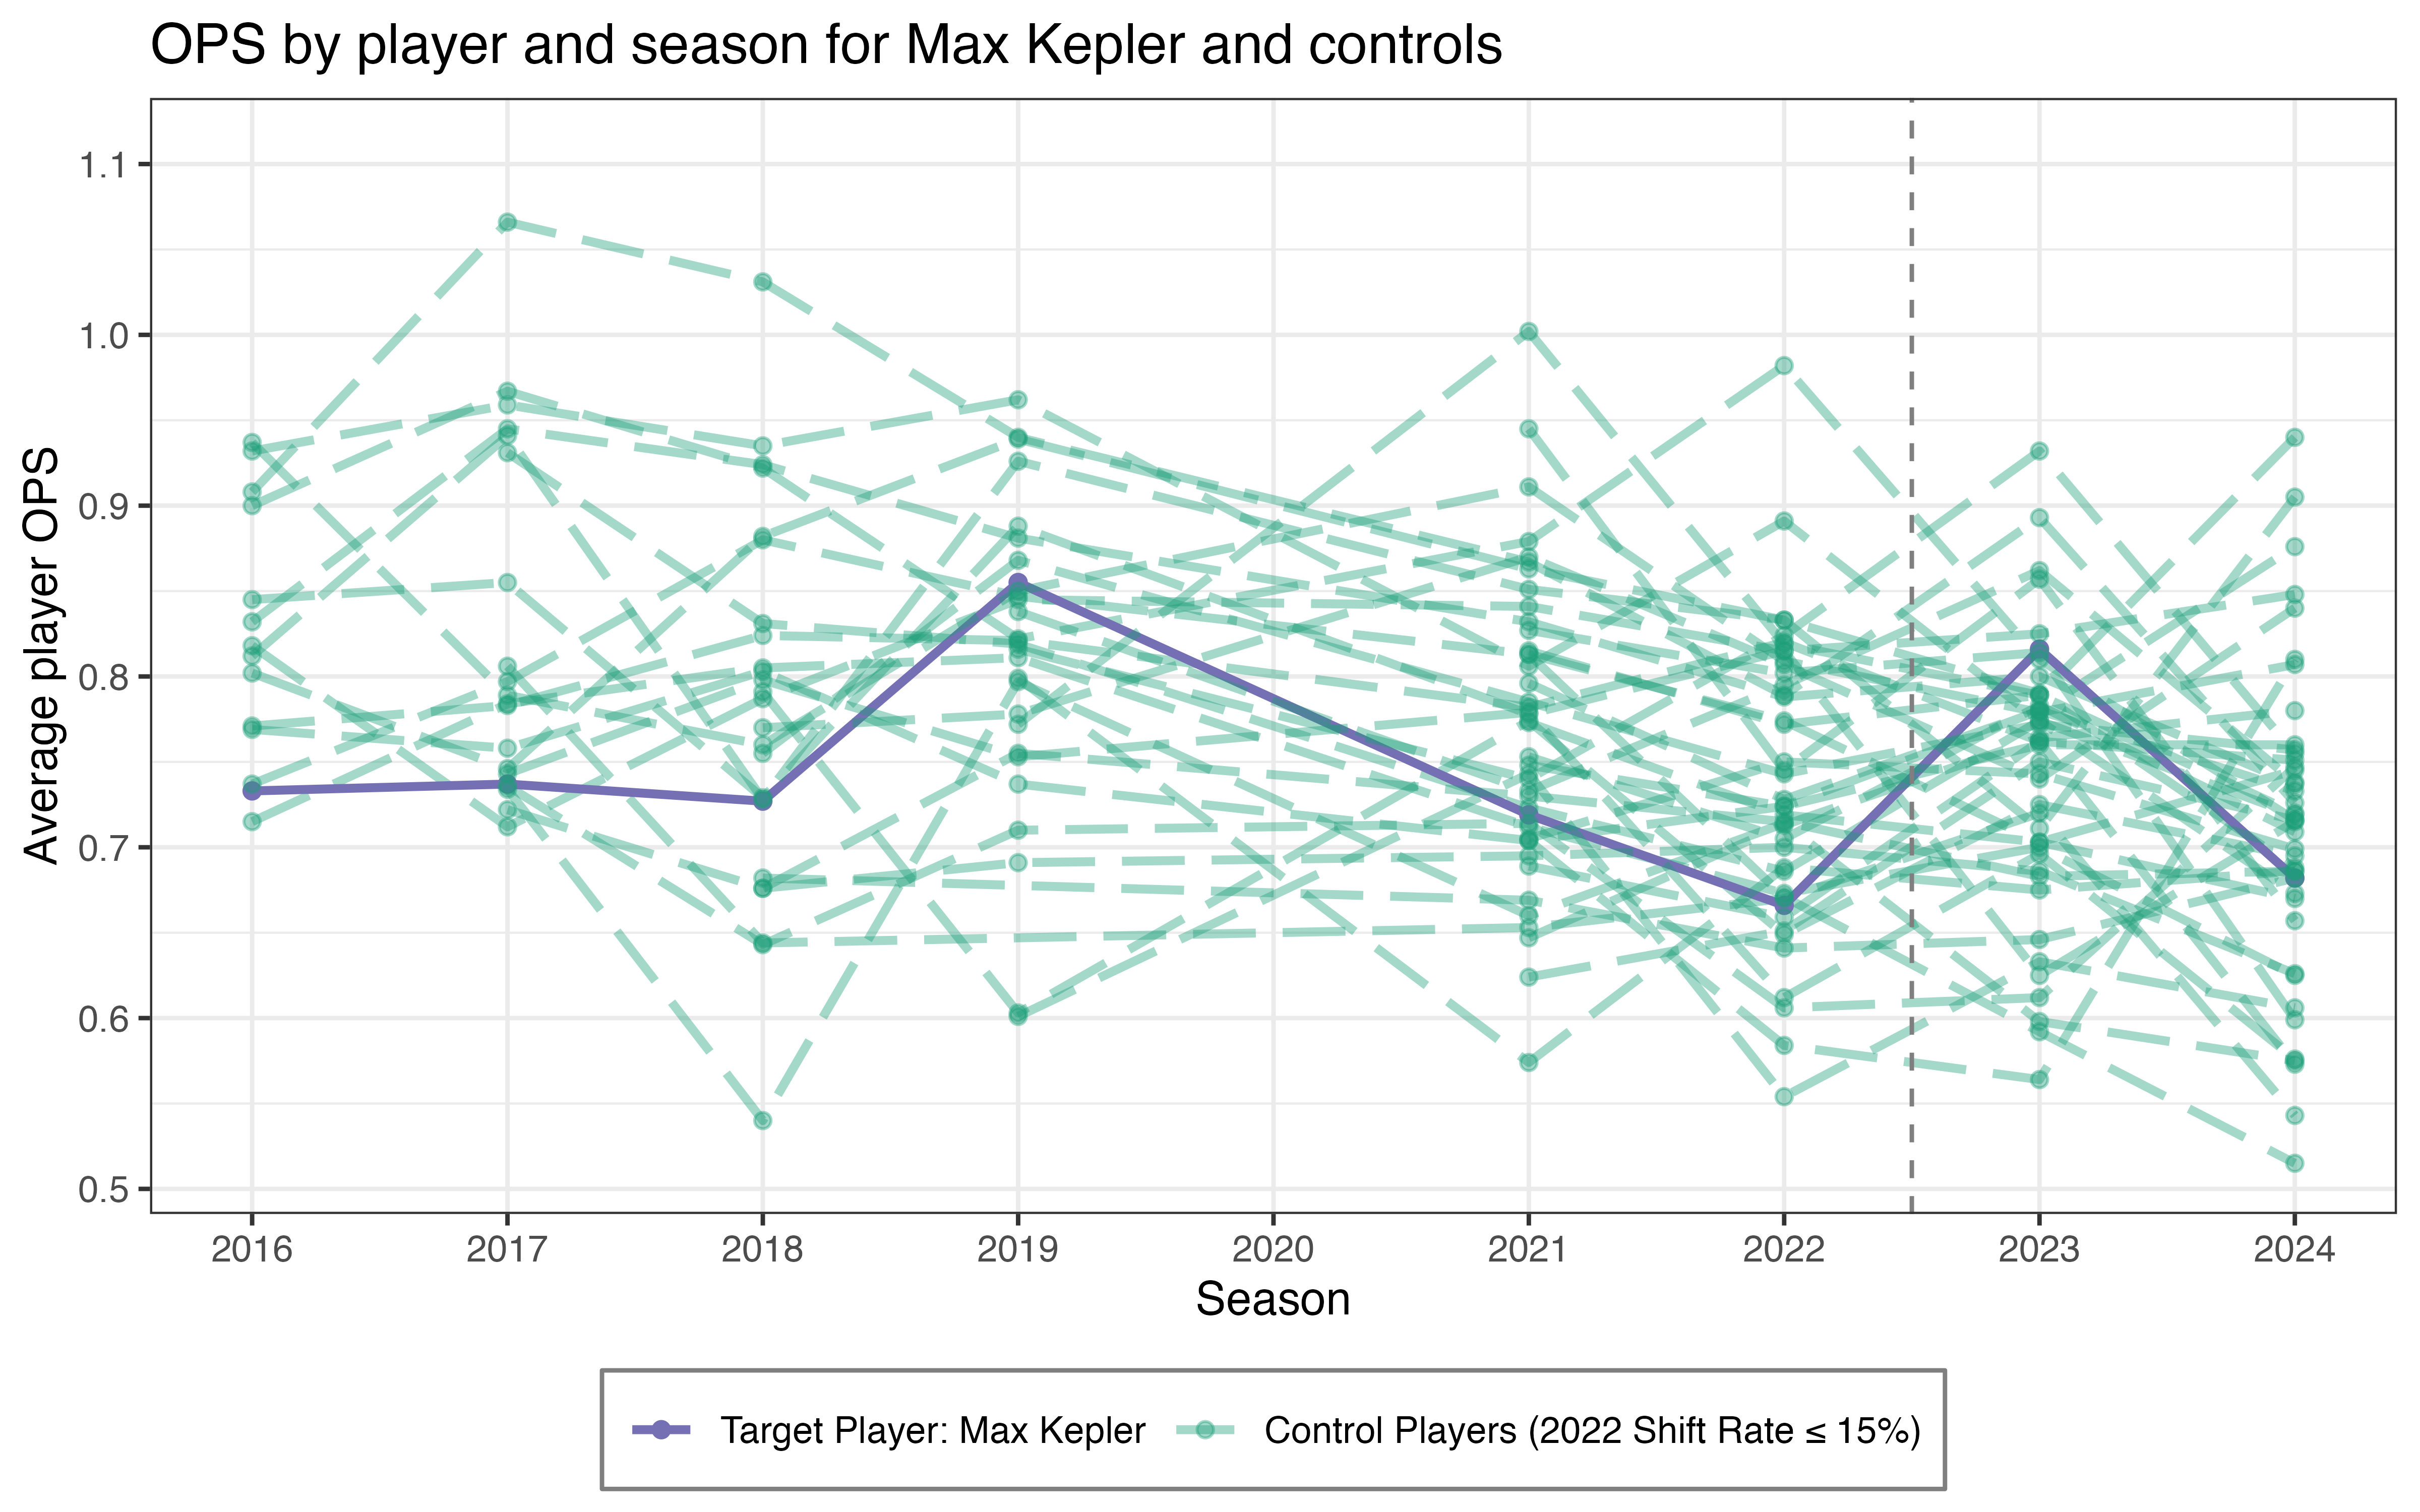 OPS by player and season for Max Kepler and controls
Average player OPS
1.1
1.0
0.9
0.8
0.7
0.6
0.5
2016 2017 2018 2019 2020 2021 2022 2023 2024
Season
Target Player: Max Kepler Control Players (2022 Shift Rate ≤ 15%)